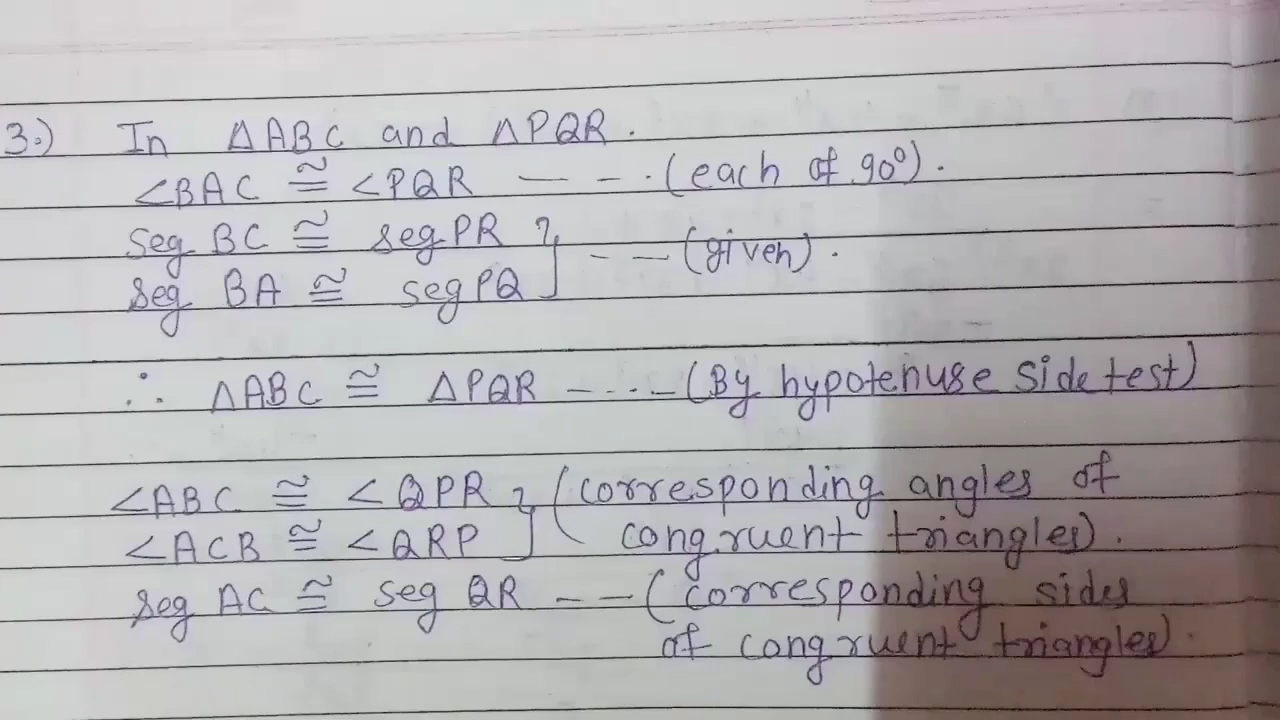 3.) In ΔABC and ΔPQR.
∠BAC ≅ ∠PQR — - - . (each of 90°).
seg BC ≅ seg PR
seg BA ≅ seg PQ } - - — (given).
∴ ΔABC ≅ ΔPQR — - - - (By hypotenuse side test)
∠ABC ≅ ∠QPR } (corresponding angles of
∠ACB ≅ ∠QRP congruent triangles).
seg AC ≅ seg QR - - — (corresponding sides
of congruent triangles).